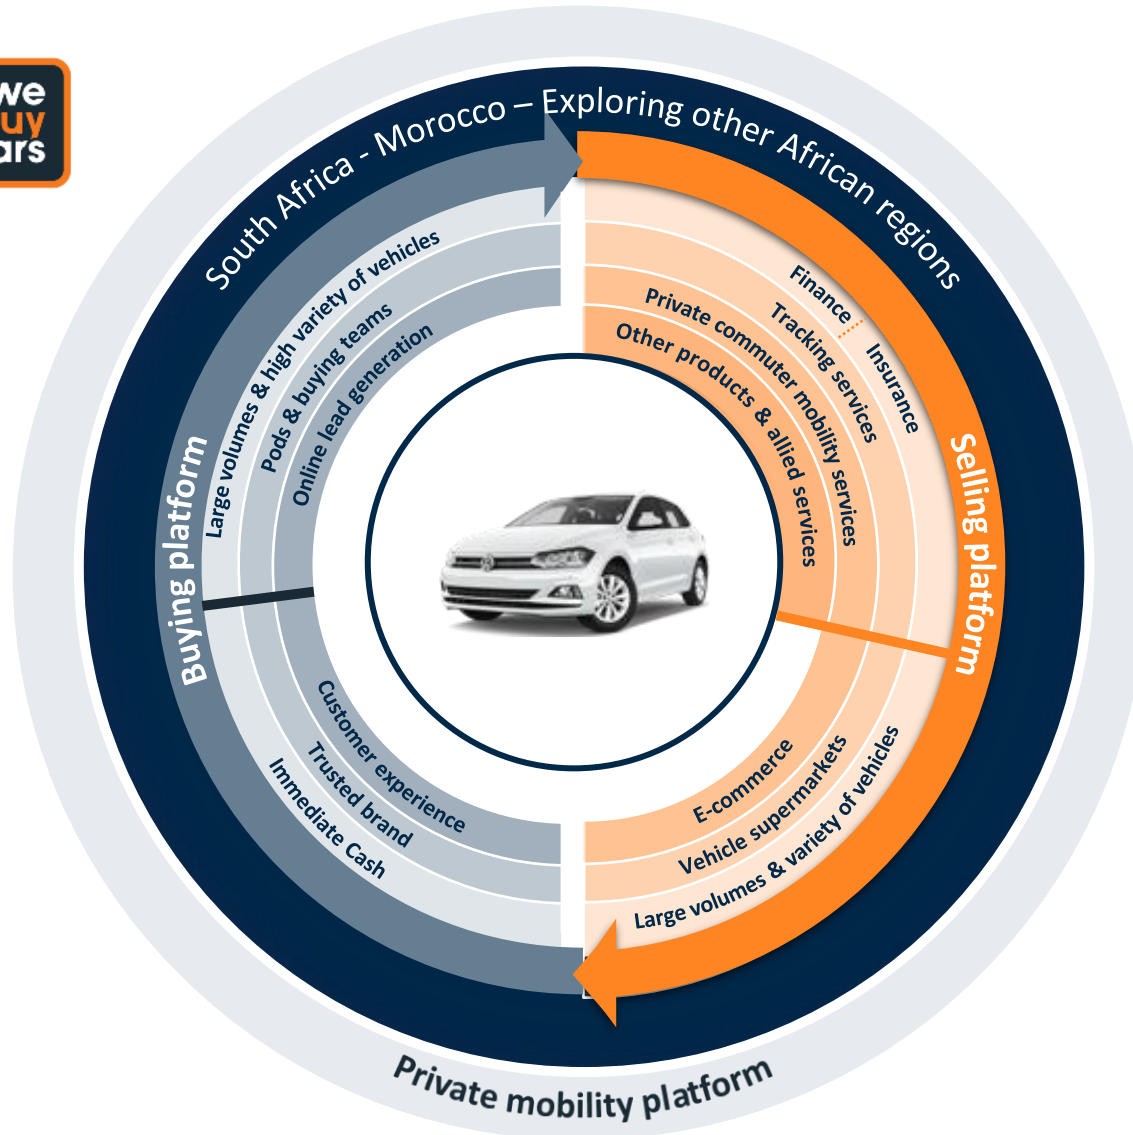 we
uy
ars
South Africa - Morocco – Exploring other African regions
Buying platform
Large volumes & high variety of vehicles
Pods & buying teams
Online lead generation
Customer experience
Trusted brand
Immediate Cash
Selling platform
Finance
Insurance
Tracking services
Private commuter mobility services
Other products & allied services
E-commerce
Vehicle supermarkets
Large volumes & variety of vehicles
Private mobility platform